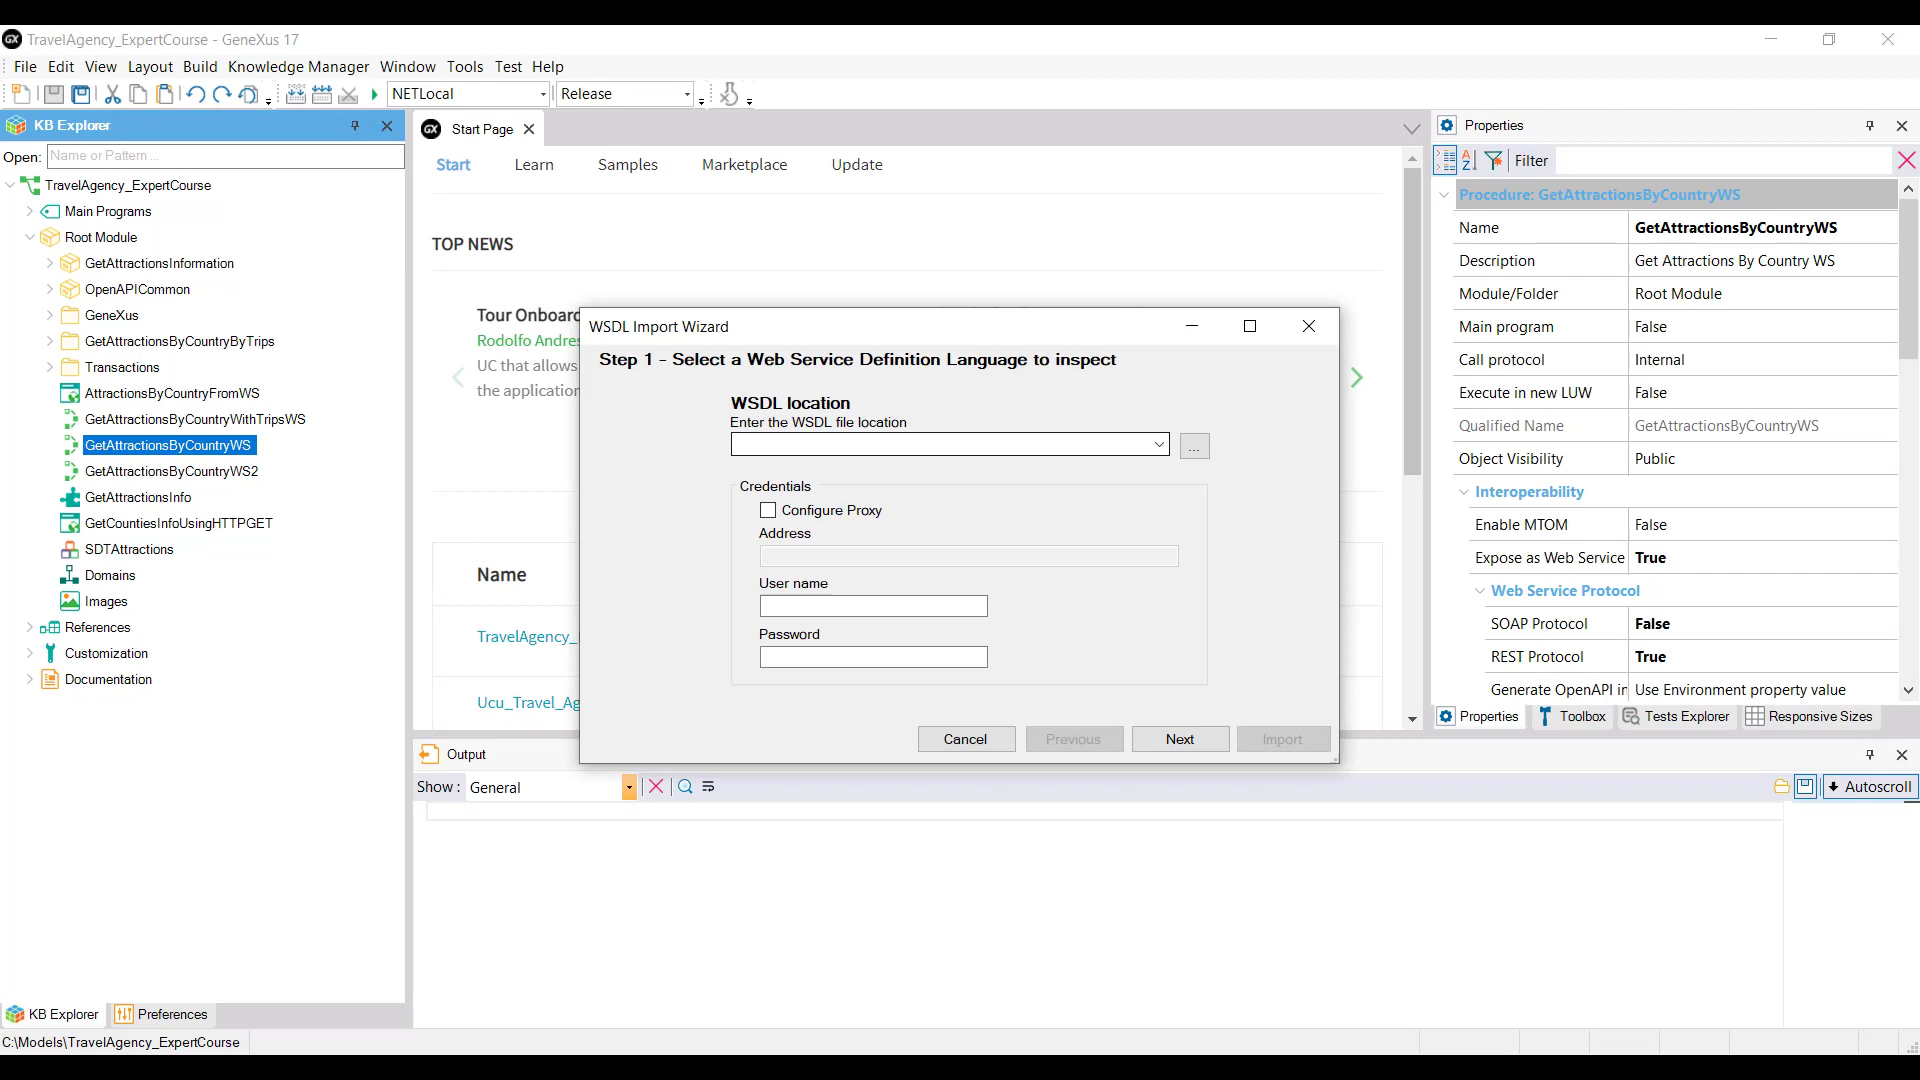 TravelAgency_ExpertCourse - GeneXus 17
File Edit View Layout Build Knowledge Manager Window Tools Test Help
NETLocal Release
KB Explorer
Open: Name or Pattern ...
TravelAgency_ExpertCourse
Main Programs
Root Module
GetAttractionsInformation
OpenAPICommon
GeneXus
GetAttractionsByCountryByTrips
Transactions
AttractionsByCountryFromWS
GetAttractionsByCountryWithTripsWS
GetAttractionsByCountryWS
GetAttractionsByCountryWS2
GetAttractionsInfo
GetCountiesInfoUsingHTTPGET
SDTAttractions
Domains
Images
References
Customization
Documentation
KB Explorer Preferences
C:\Models\TravelAgency_ExpertCourse
Start Page
Start Learn Samples Marketplace Update
TOP NEWS
Tour Onboard
Rodolfo Andres
UC that allows
the application
Name
TravelAgency_
Ucu_Travel_Ag
WSDL Import Wizard
Step 1 - Select a Web Service Definition Language to inspect
WSDL location
Enter the WSDL file location
...
Credentials
Configure Proxy
Address
User name
Password
Cancel Previous Next Import
Output
Show : General
Autoscroll
Properties
Filter
Procedure: GetAttractionsByCountryWS
Name GetAttractionsByCountryWS
Description Get Attractions By Country WS
Module/Folder Root Module
Main program False
Call protocol Internal
Execute in new LUW False
Qualified Name GetAttractionsByCountryWS
Object Visibility Public
Interoperability
Enable MTOM False
Expose as Web Service True
Web Service Protocol
SOAP Protocol False
REST Protocol True
Generate OpenAPI in Use Environment property value
Properties Toolbox Tests Explorer Responsive Sizes